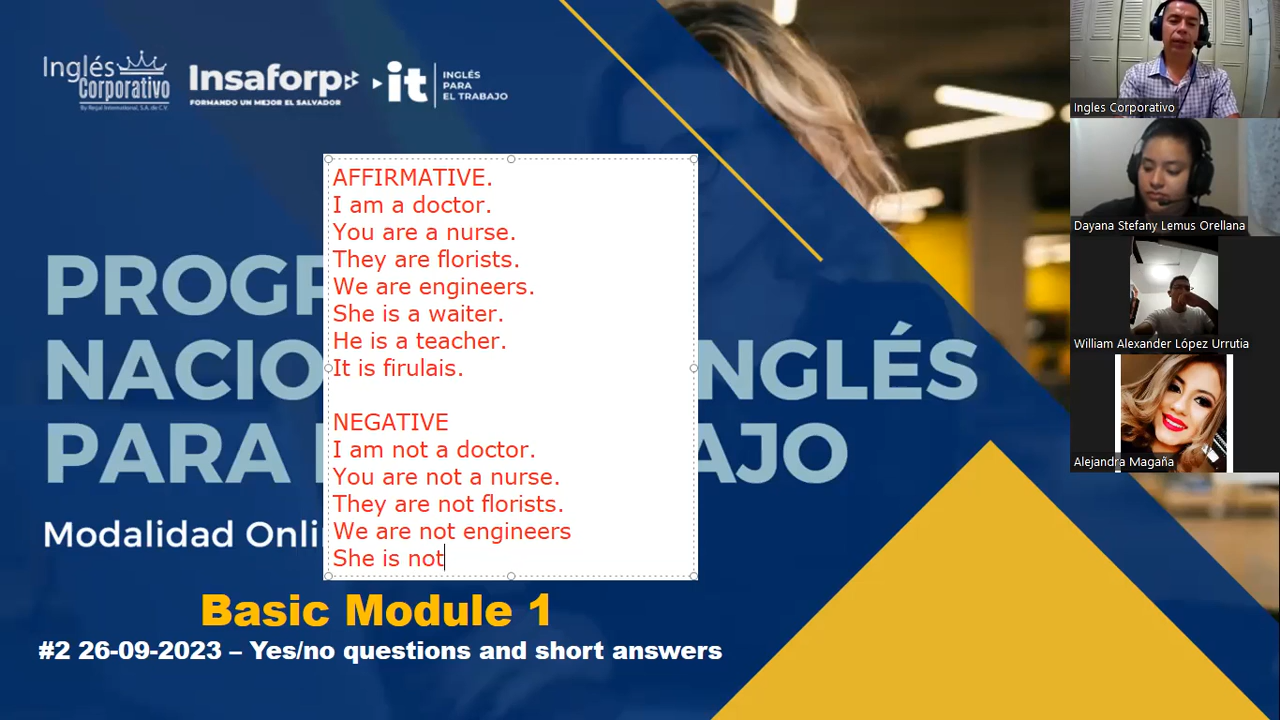 Inglés
Corporativo
By Regal International, S.A. de C.V.
Insaforp
FORMANDO UN MEJOR EL SALVADOR
it
INGLÉS
PARA
EL TRABAJO
PROGR
NACIO NGLÉS
PARA AJO
Modalidad Onli
AFFIRMATIVE.
I am a doctor.
You are a nurse.
They are florists.
We are engineers.
She is a waiter.
He is a teacher.
It is firulais.
NEGATIVE
I am not a doctor.
You are not a nurse.
They are not florists.
We are not engineers
She is not
Basic Module 1
#2 26-09-2023 – Yes/no questions and short answers
Ingles Corporativo
Dayana Stefany Lemus Orellana
William Alexander López Urrutia
Alejandra Magaña